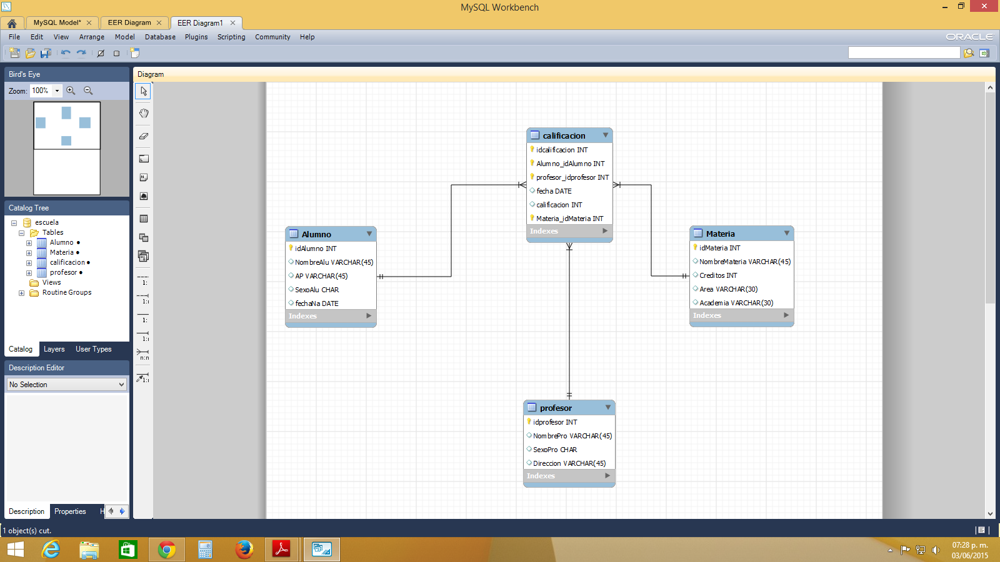 MySQL Workbench
MySQL Model*
EER Diagram
EER Diagram1
File Edit View Arrange Model Database Plugins Scripting Community Help
ORACLE
Bird's Eye
Zoom: 100%
Catalog Tree
escuela
Tables
Alumno
Materia
calificacion
profesor
Views
Routine Groups
Catalog Layers User Types
Description Editor
No Selection
Description Properties H
Diagram
1:
1:
1:
1:
n:n
1:
calificacion
idcalificacion INT
Alumno_idAlumno INT
profesor_idprofesor INT
fecha DATE
calificacion INT
Materia_idMateria INT
Indexes
Alumno
idAlumno INT
NombreAlu VARCHAR(45)
AP VARCHAR(45)
SexoAlu CHAR
fechaNa DATE
Indexes
Materia
idMateria INT
NombreMateria VARCHAR(45)
Creditos INT
Area VARCHAR(30)
Academia VARCHAR(30)
Indexes
profesor
idprofesor INT
NombrePro VARCHAR(45)
SexoPro CHAR
Direccion VARCHAR(45)
Indexes
1 object(s) cut.
07:28 p. m.
03/06/2015